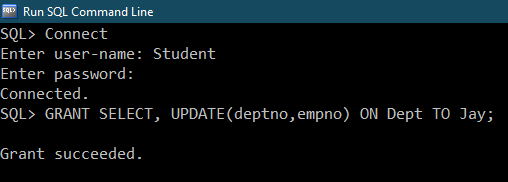 SQL> Run SQL Command Line
SQL> Connect
Enter user-name: Student
Enter password:
Connected.
SQL> GRANT SELECT, UPDATE(deptno,empno) ON Dept TO Jay;
Grant succeeded.